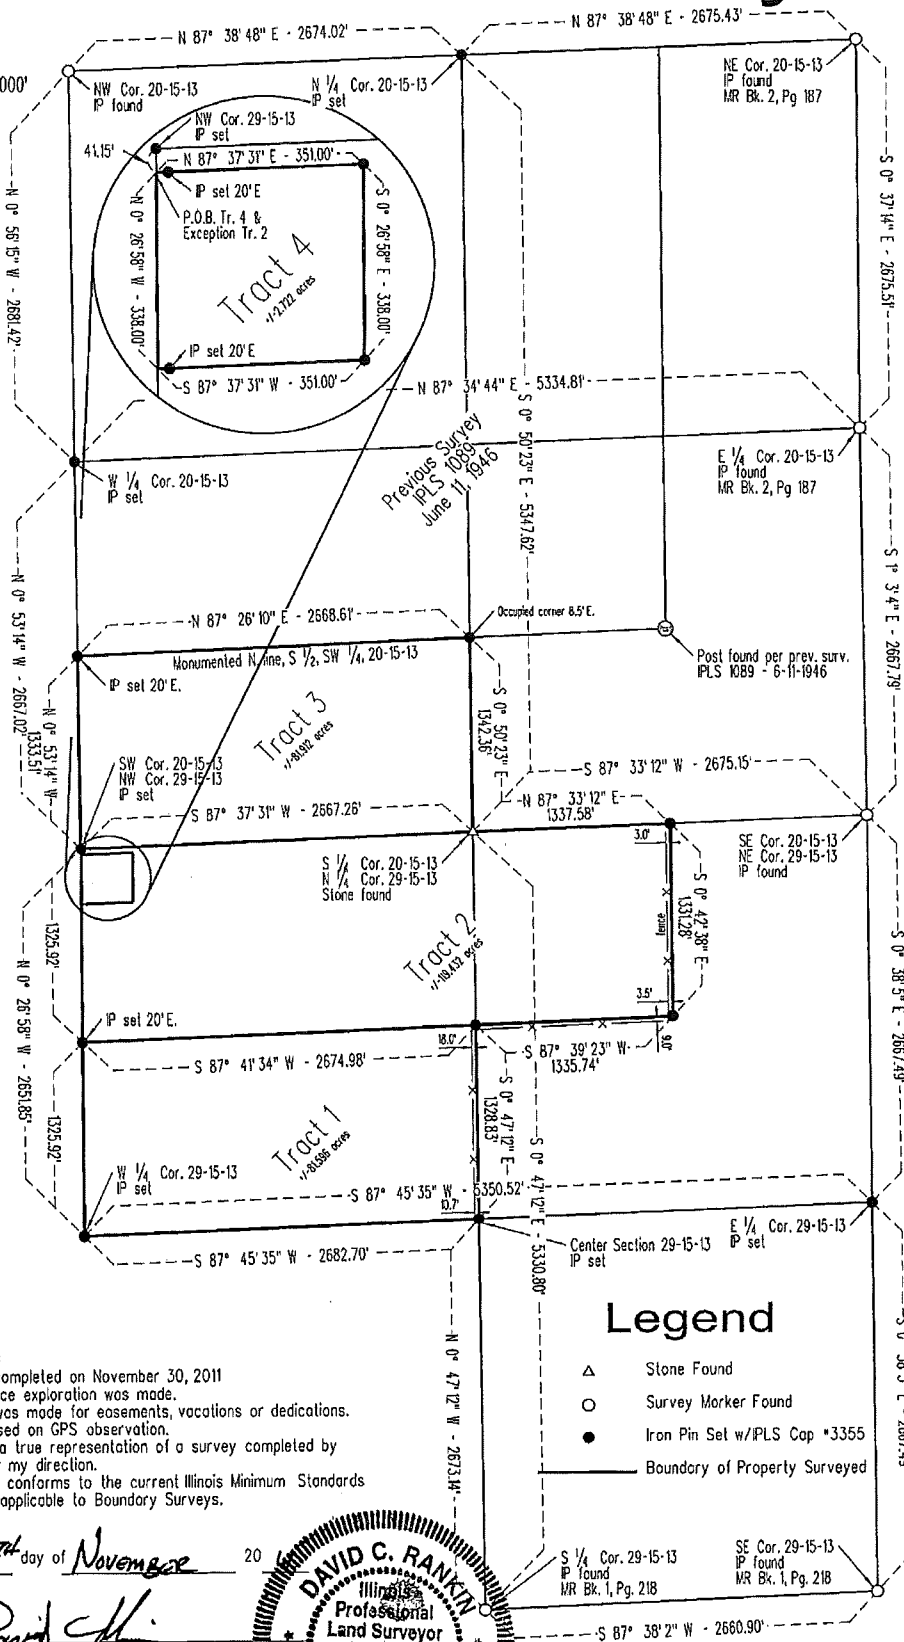 N 87° 38'48" E - 2674.02'
N 87° 38'48" E - 2675.43'
000'
NW Cor. 20-15-13
IP found
N 1/4 Cor. 20-15-13
IP set
NE Cor. 20-15-13
IP found
MR Bk. 2, Pg 187
NW Cor. 29-15-13
IP set
41.15'
N 87° 37'31" E - 351.00'
IP set 20'E
P.O.B. Tr. 4 &
Exception Tr. 2
N 0° 26'58" W - 338.00'
S 0° 26'58" E - 338.00'
Tract 4
+/-2.722 acres
IP set 20'E
S 87° 37'31" W - 351.00'
N 0° 56'15" W - 2681.42'
S 0° 37'14" E - 2675.51'
N 87° 34'44" E - 5334.81'
Previous Survey
IPLS 1089
June 11, 1946
S 0° 50'23" E - 5347.62'
W 1/4 Cor. 20-15-13
IP set
E 1/4 Cor. 20-15-13
IP found
MR Bk. 2, Pg 187
N 0° 53'14" W - 2667.02'
S 1° 3'4" E - 2667.79'
N 87° 26'10" E - 2668.61'
Occupied corner 8.5' E.
Monumented N line, S 1/2, SW 1/4, 20-15-13
IP set 20'E.
Post found per prev. surv.
IPLS 1089 - 6-11-1946
N 0° 53'14" W
1333.51'
Tract 3
+/-81.912 acres
S 0° 50'23" E
1342.36'
SW Cor. 20-15-13
NW Cor. 29-15-13
IP set
S 87° 33'12" W - 2675.15'
S 87° 37'31" W - 2667.26'
N 87° 33'12" E
1337.58'
3.0'
S 1/4 Cor. 20-15-13
N 1/4 Cor. 29-15-13
Stone found
SE Cor. 20-15-13
NE Cor. 29-15-13
IP found
fence
S 0° 42'38" E
1331.28'
1325.92'
Tract 2
+/-119.432 acres
N 0° 26'58" W - 2651.85'
S 0° 38'5" E - 2667.49'
IP set 20'E.
3.5'
18.0'
9.0'
S 87° 41'34" W - 2674.98'
S 87° 39'23" W
1335.74'
1325.92'
Tract 1
+/-81.596 acres
S 0° 47'12" E
1328.83'
S 0° 47'12" E - 5330.80'
W 1/4 Cor. 29-15-13
IP set
S 87° 45'35" W - 5350.52'
10.7'
E 1/4 Cor. 29-15-13
IP set
Center Section 29-15-13
IP set
S 87° 45'35" W - 2682.70'
N 0° 47'12" W - 2673.14'
Legend
Stone Found
Survey Marker Found
Iron Pin Set w/IPLS Cap #3355
Boundary of Property Surveyed
ompleted on November 30, 2011
ce exploration was made.
was made for easements, vacations or dedications.
sed on GPS observation.
a true representation of a survey completed by
my direction.
conforms to the current Illinois Minimum Standards
applicable to Boundary Surveys.
TH day of November 20
DAVID C. RANKIN
Illinois
Professional
Land Surveyor
S 1/4 Cor. 29-15-13
IP found
MR Bk. 1, Pg. 218
SE Cor. 29-15-13
IP found
MR Bk. 1, Pg. 218
S 87° 38'2" W - 2660.90'